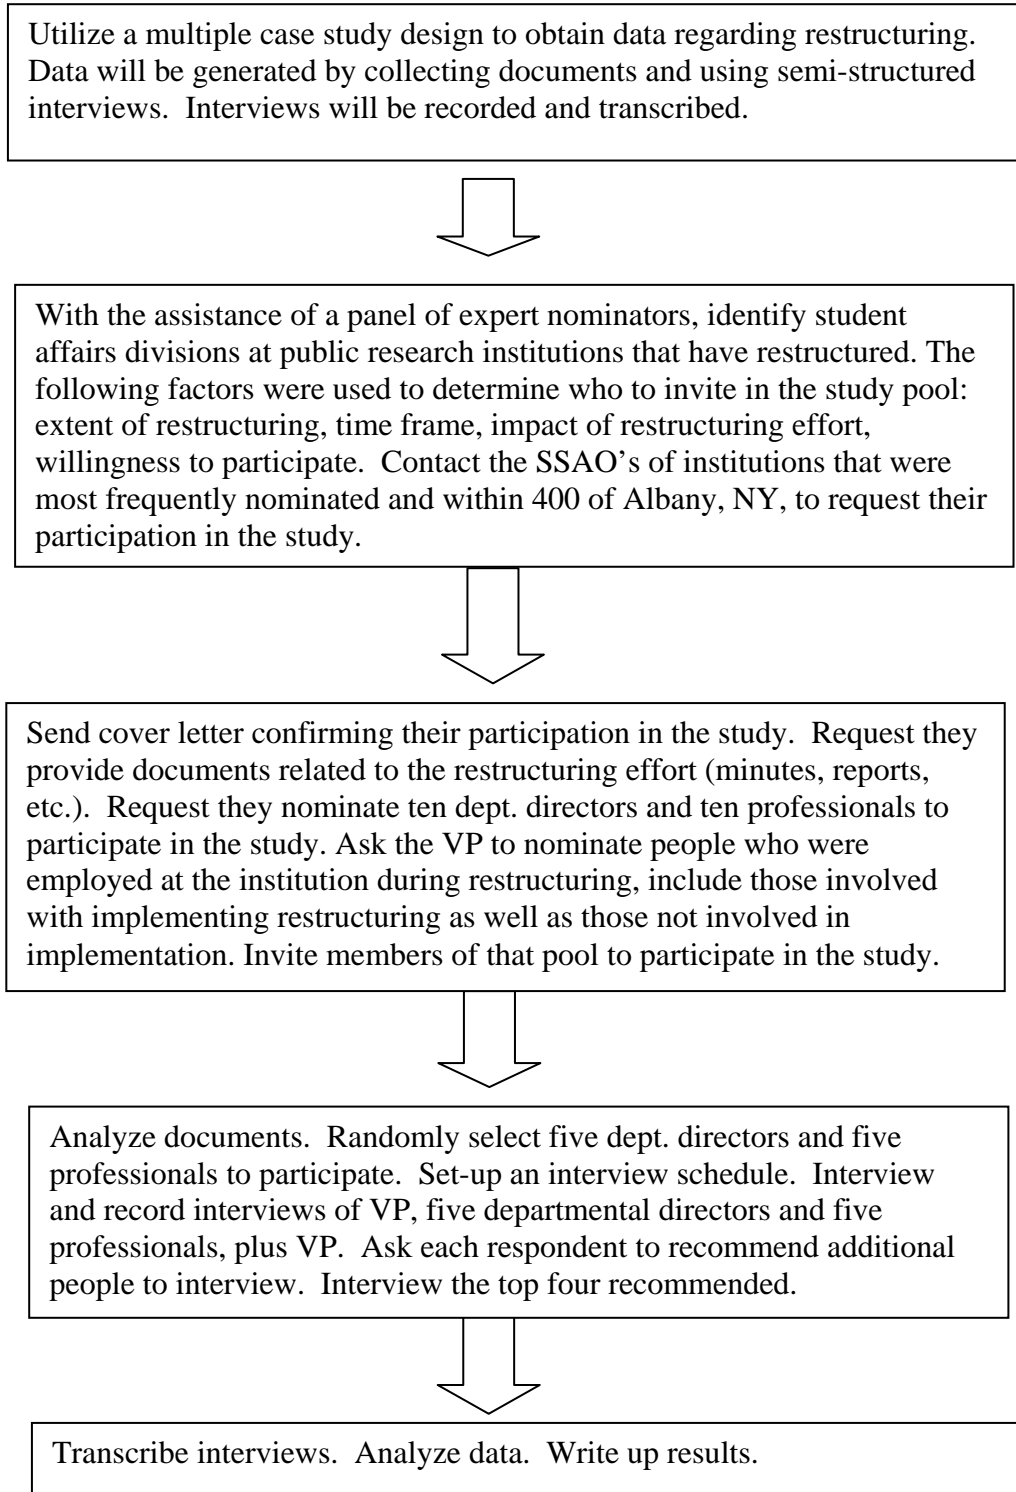 Utilize a multiple case study design to obtain data regarding restructuring.
Data will be generated by collecting documents and using semi-structured
interviews.  Interviews will be recorded and transcribed.
With the assistance of a panel of expert nominators, identify student
affairs divisions at public research institutions that have restructured. The
following factors were used to determine who to invite in the study pool:
extent of restructuring, time frame, impact of restructuring effort,
willingness to participate.  Contact the SSAO's of institutions that were
most frequently nominated and within 400 of Albany, NY, to request their
participation in the study.
Send cover letter confirming their participation in the study.  Request they
provide documents related to the restructuring effort (minutes, reports,
etc.).  Request they nominate ten dept. directors and ten professionals to
participate in the study. Ask the VP to nominate people who were
employed at the institution during restructuring, include those involved
with implementing restructuring as well as those not involved in
implementation. Invite members of that pool to participate in the study.
Analyze documents.  Randomly select five dept. directors and five
professionals to participate.  Set-up an interview schedule.  Interview
and record interviews of VP, five departmental directors and five
professionals, plus VP.  Ask each respondent to recommend additional
people to interview.  Interview the top four recommended.
Transcribe interviews.  Analyze data.  Write up results.